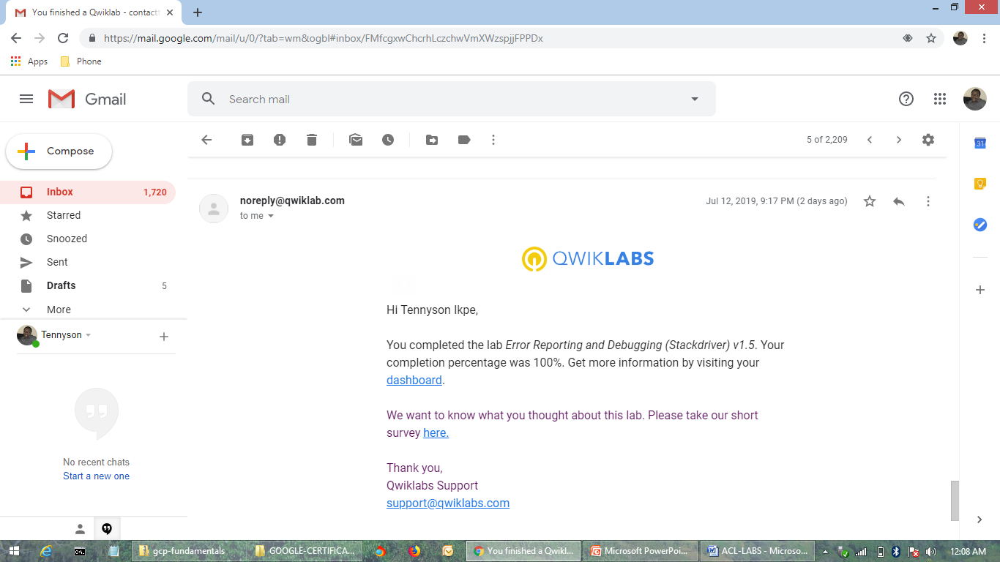 You finished a Qwiklab - contact
https://mail.google.com/mail/u/0/?tab=wm&ogbl#inbox/FMfcgxwChcrhLczchwVmXWzspjjFPPDx
Apps Phone
Gmail
Search mail
Compose
5 of 2,209
31
Inbox 1,720
Starred
Snoozed
Sent
Drafts 5
More
Tennyson
No recent chats
Start a new one
noreply@qwiklab.com
Jul 12, 2019, 9:17 PM (2 days ago)
to me
QWIKLABS
Hi Tennyson Ikpe,
You completed the lab Error Reporting and Debugging (Stackdriver) v1.5. Your
completion percentage was 100%. Get more information by visiting your
dashboard.
We want to know what you thought about this lab. Please take our short
survey here.
Thank you,
Qwiklabs Support
support@qwiklabs.com
gcp-fundamentals
GOOGLE-CERTIFICA...
You finished a Qwikl...
Microsoft PowerPoi...
ACL-LABS - Microso...
12:08 AM